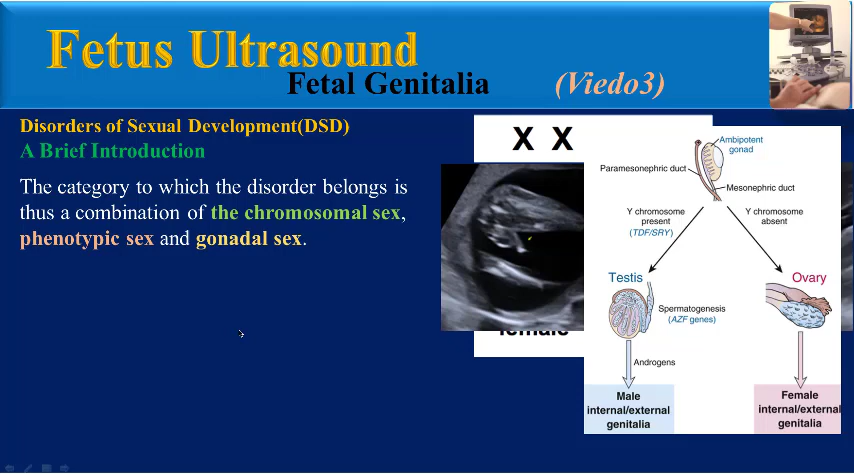 Fetus Ultrasound
Fetal Genitalia
(Viedo3)
Disorders of Sexual Development(DSD)
A Brief Introduction
The category to which the disorder belongs is
thus a combination of the chromosomal sex,
phenotypic sex and gonadal sex.
X X
female
Ambipotent
gonad
Paramesonephric duct
Mesonephric duct
Y chromosome
present
(TDF/SRY)
Y chromosome
absent
Testis
Ovary
Spermatogenesis
(AZF genes)
Androgens
Male
internal/external
genitalia
Female
internal/external
genitalia